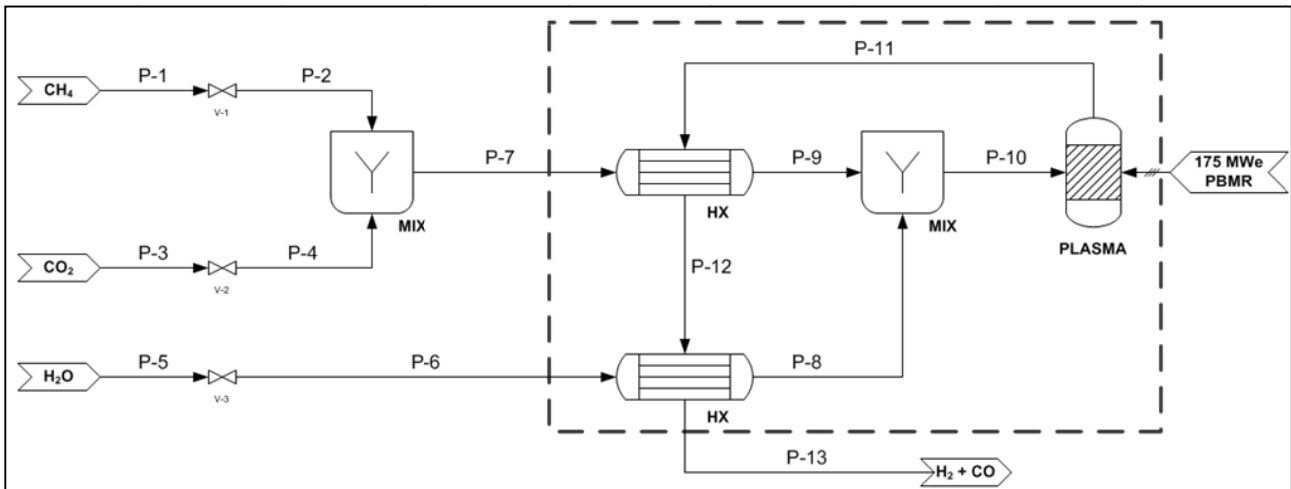 P-11
CH₄
P-1
P-2
V-1
P-7
P-9
P-10
175 MWe
PBMR
MIX
HX
MIX
PLASMA
CO₂
P-3
P-4
V-2
P-12
H₂O
P-5
P-6
V-3
P-8
HX
P-13
H₂ + CO